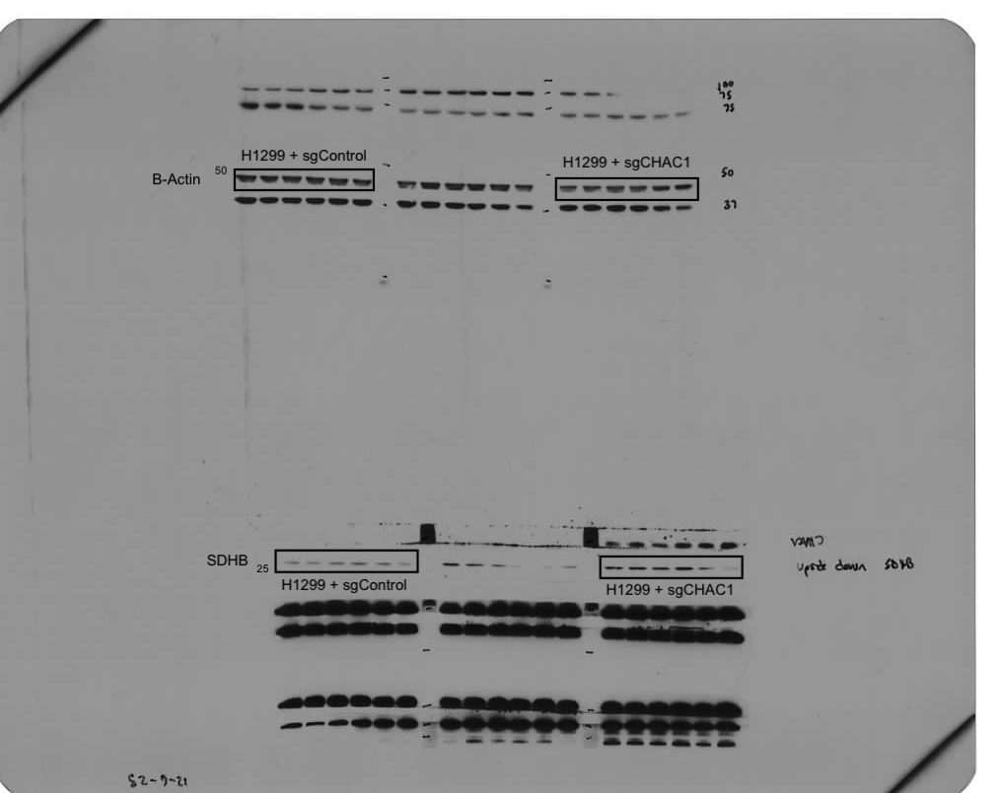 100
75
75
H1299 + sgControl
H1299 + sgCHAC1
50
50
B-Actin
37
CHAC1
SDHB
25
upside down SDHB
H1299 + sgControl
H1299 + sgCHAC1